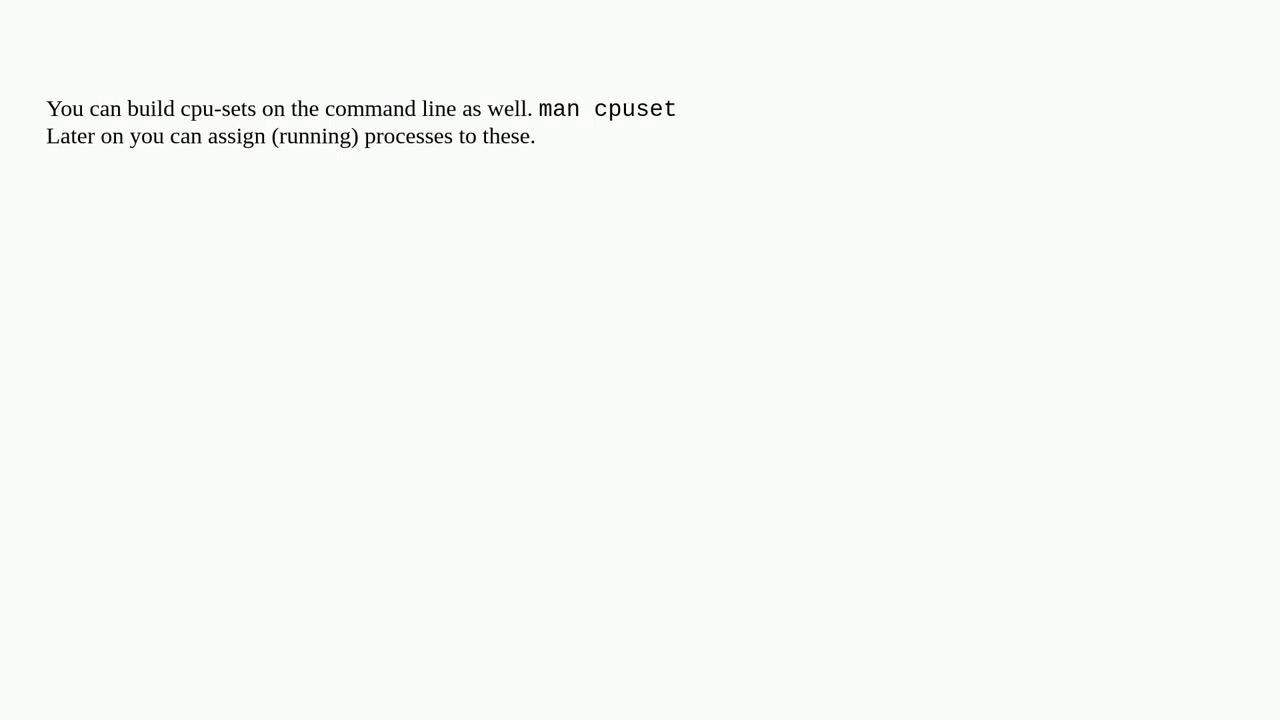 You can build cpu-sets on the command line as well. man cpuset
Later on you can assign (running) processes to these.